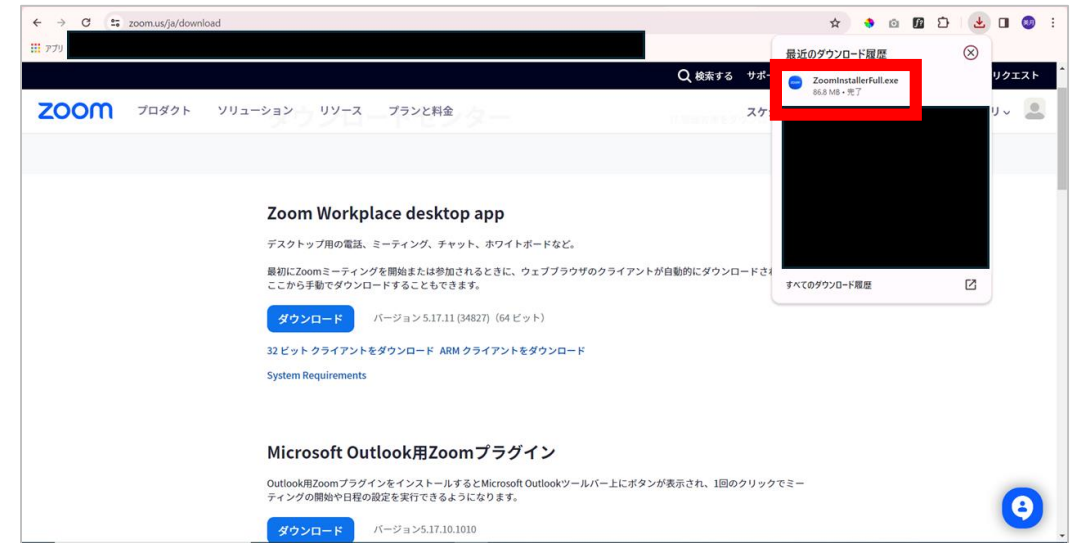 zoom.us/ja/download
アプリ
最近のダウンロード履歴
ZoomInstallerFull.exe
86.8 MB • 完了
すべてのダウンロード履歴
検索する サポー リクエスト
zoom プロダクト ソリューション リソース プランと料金 スケ リ
ダウンロードセンター
Zoom Workplace desktop app
デスクトップ用の電話、ミーティング、チャット、ホワイトボードなど。
最初にZoomミーティングを開始または参加されるときに、ウェブブラウザのクライアントが自動的にダウンロードされ
ここから手動でダウンロードすることもできます。
ダウンロード バージョン 5.17.11 (34827)（64 ビット）
32 ビット クライアントをダウンロード ARM クライアントをダウンロード
System Requirements
Microsoft Outlook用Zoomプラグイン
Outlook用ZoomプラグインをインストールするとMicrosoft Outlookツールバー上にボタンが表示され、1回のクリックでミー
ティングの開始や日程の設定を実行できるようになります。
ダウンロード バージョン5.17.10.1010